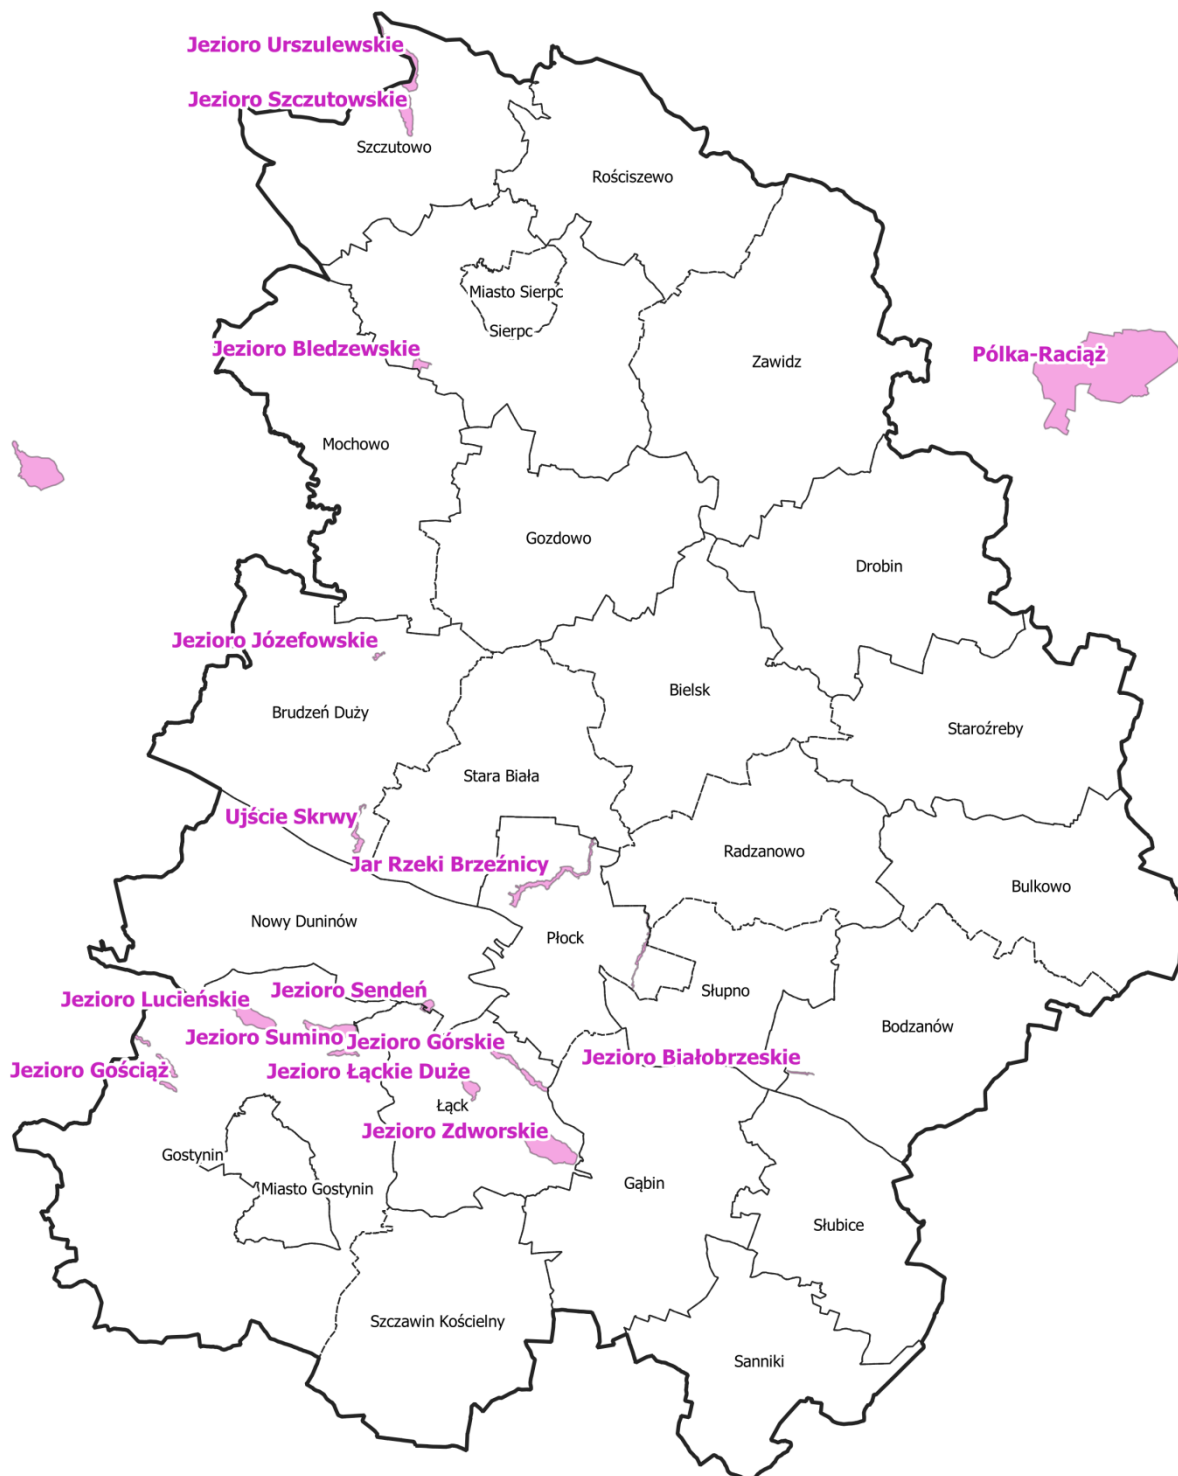 Jezioro Urszulewskie
Jezioro Szczutowskie
Szczutowo
Rościszewo
Miasto Sierpc
Sierpc
Jezioro Bledzewskie
Pólka-Raciąż
Zawidz
Mochowo
Gozdowo
Drobin
Jezioro Józefowskie
Bielsk
Brudzeń Duży
Staroźreby
Stara Biała
Ujście Skrwy
Radzanowo
Jar Rzeki Brzeźnicy
Bulkowo
Nowy Duninów
Płock
Jezioro Sendeń
Słupno
Jezioro Lucieńskie
Bodzanów
Jezioro Sumino
Jezioro Górskie
Jezioro Białobrzeskie
Jezioro Gościąż
Jezioro Łąckie Duże
Łąck
Jezioro Zdworskie
Gostynin
Miasto Gostynin
Gąbin
Słubice
Szczawin Kościelny
Sanniki